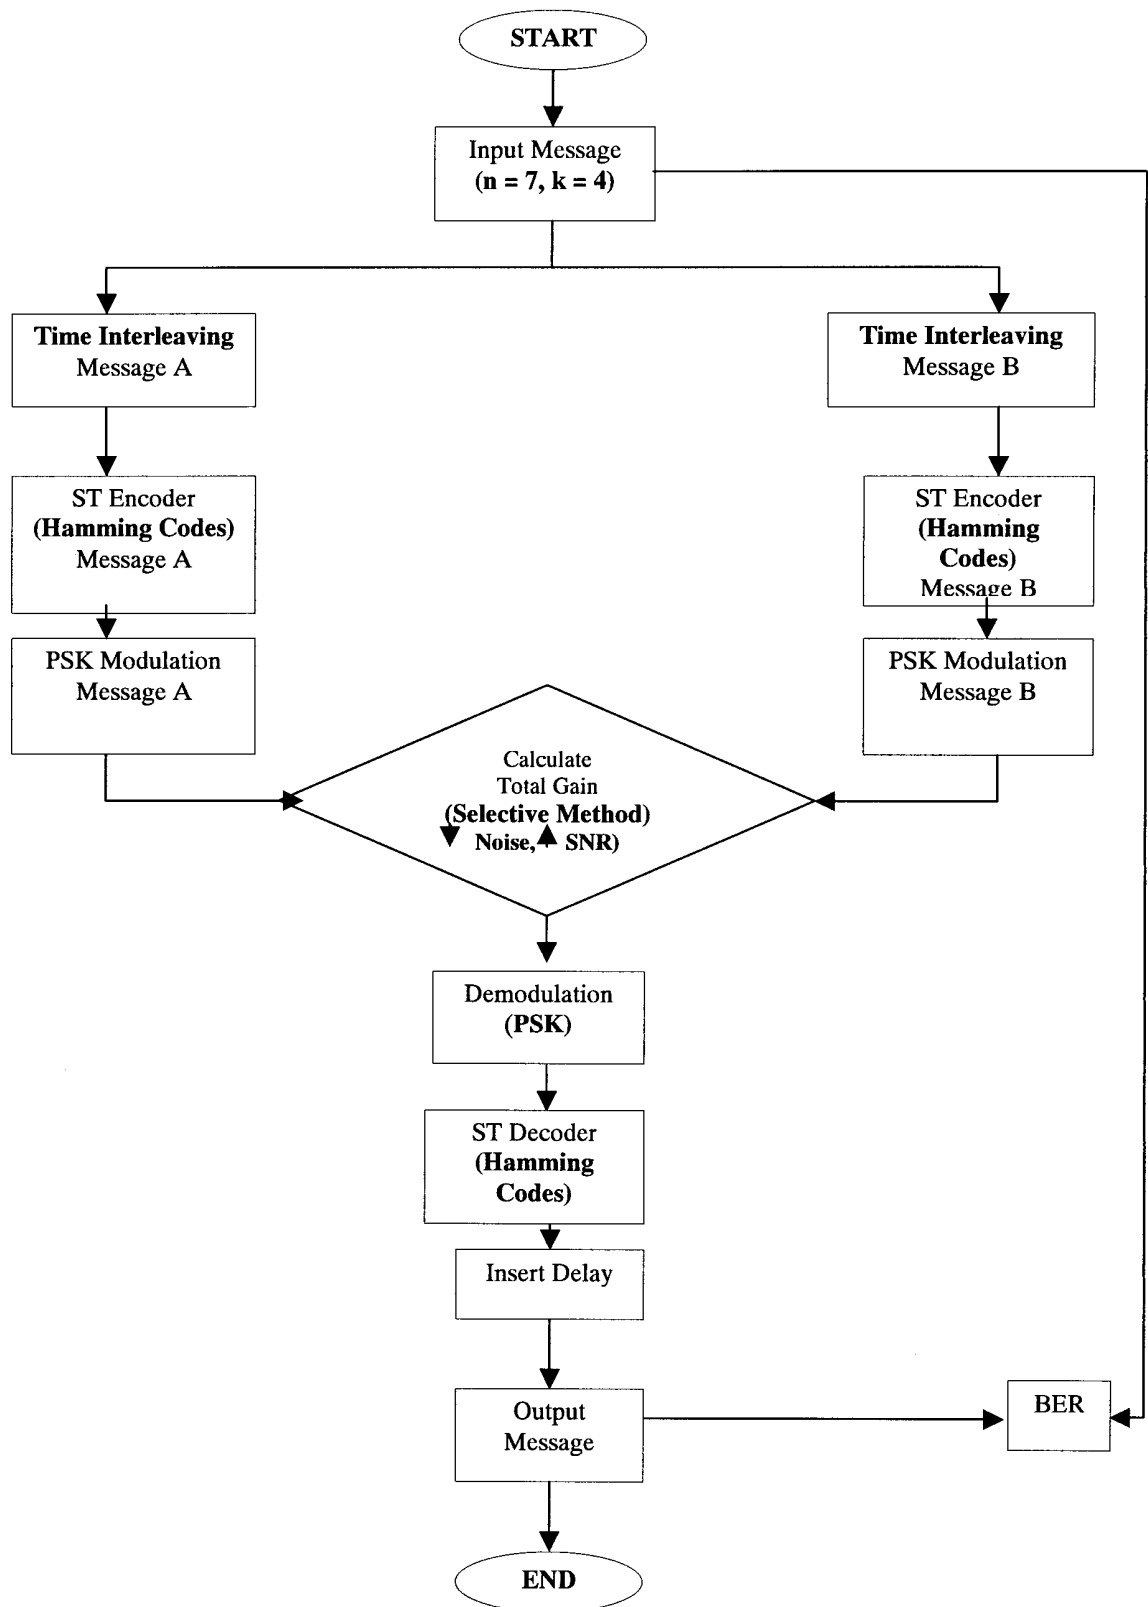 START
Input Message
(n = 7, k = 4)
Time Interleaving
Message A
Time Interleaving
Message B
ST Encoder
(Hamming Codes)
Message A
ST Encoder
(Hamming
Codes)
Message B
PSK Modulation
Message A
PSK Modulation
Message B
Calculate
Total Gain
(Selective Method)
Noise, SNR)
Demodulation
(PSK)
ST Decoder
(Hamming
Codes)
Insert Delay
Output
Message
BER
END